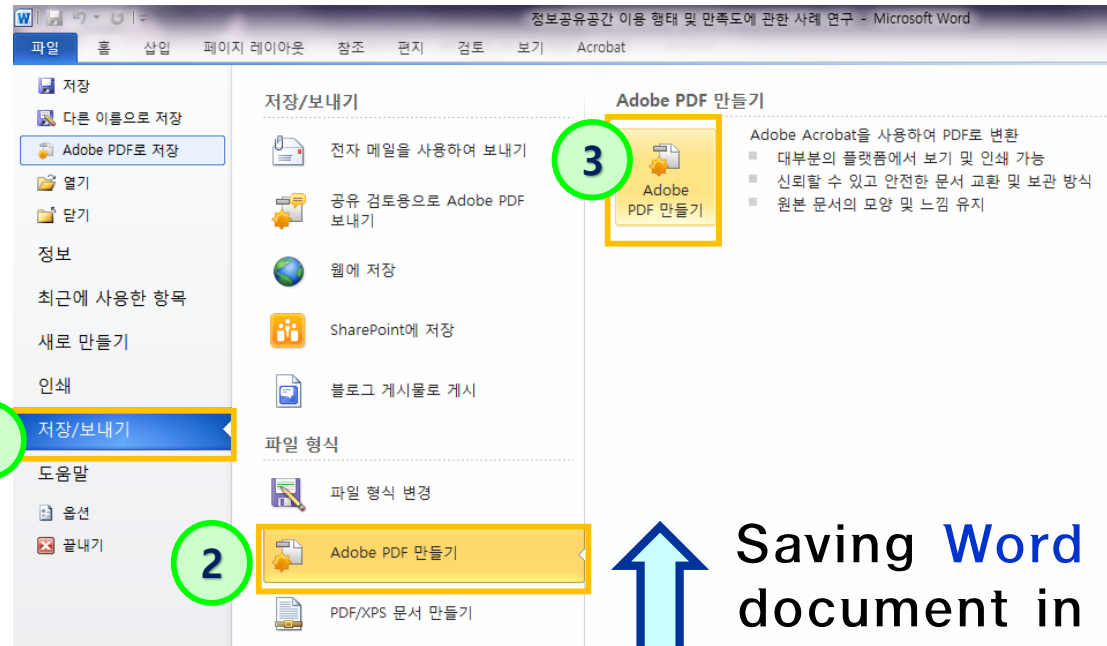 정보공유공간 이용 행태 및 만족도에 관한 사례 연구 - Microsoft Word
파일 홈 삽입 페이지 레이아웃 참조 편지 검토 보기 Acrobat
저장
다른 이름으로 저장
Adobe PDF로 저장
열기
닫기
정보
최근에 사용한 항목
새로 만들기
인쇄
저장/보내기
도움말
옵션
끝내기
저장/보내기
전자 메일을 사용하여 보내기
공유 검토용으로 Adobe PDF
보내기
웹에 저장
SharePoint에 저장
블로그 게시물로 게시
파일 형식
파일 형식 변경
2
Adobe PDF 만들기
PDF/XPS 문서 만들기
Adobe PDF 만들기
3
Adobe
PDF 만들기
Adobe Acrobat을 사용하여 PDF로 변환
대부분의 플랫폼에서 보기 및 인쇄 가능
신뢰할 수 있고 안전한 문서 교환 및 보관 방식
원본 문서의 모양 및 느낌 유지
Saving Word
document in